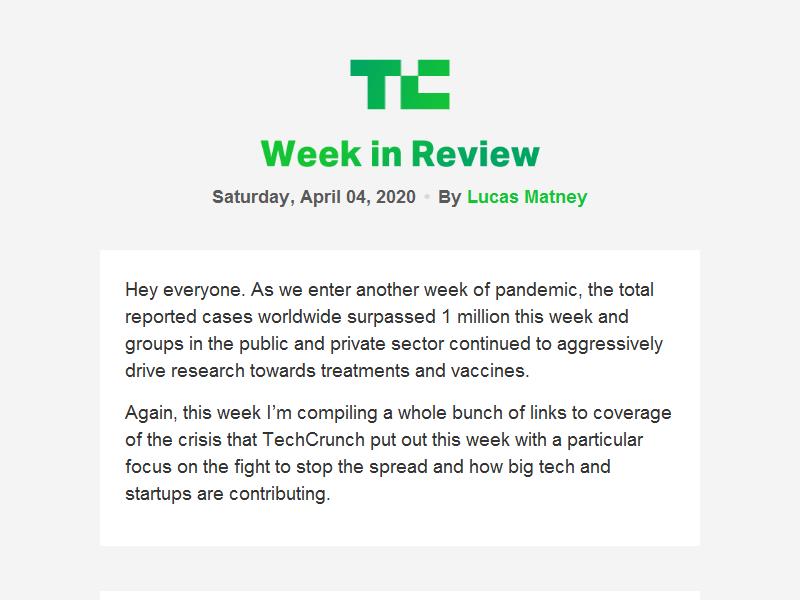 TC
Week in Review
Saturday, April 04, 2020 • By Lucas Matney
Hey everyone. As we enter another week of pandemic, the total
reported cases worldwide surpassed 1 million this week and
groups in the public and private sector continued to aggressively
drive research towards treatments and vaccines.
Again, this week I’m compiling a whole bunch of links to coverage
of the crisis that TechCrunch put out this week with a particular
focus on the fight to stop the spread and how big tech and
startups are contributing.